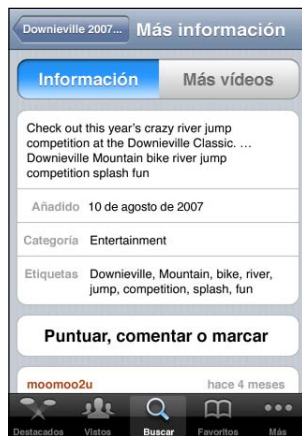 Downieville 2007... Más información
Información Más vídeos
Check out this year's crazy river jump
competition at the Downieville Classic. ...
Downieville Mountain bike river jump
competition splash fun
Añadido 10 de agosto de 2007
Categoría Entertainment
Etiquetas Downieville, Mountain, bike, river,
jump, competition, splash, fun
Puntuar, comentar o marcar
moomoo2u hace 4 meses
Destacados Vistos Buscar Favoritos Más